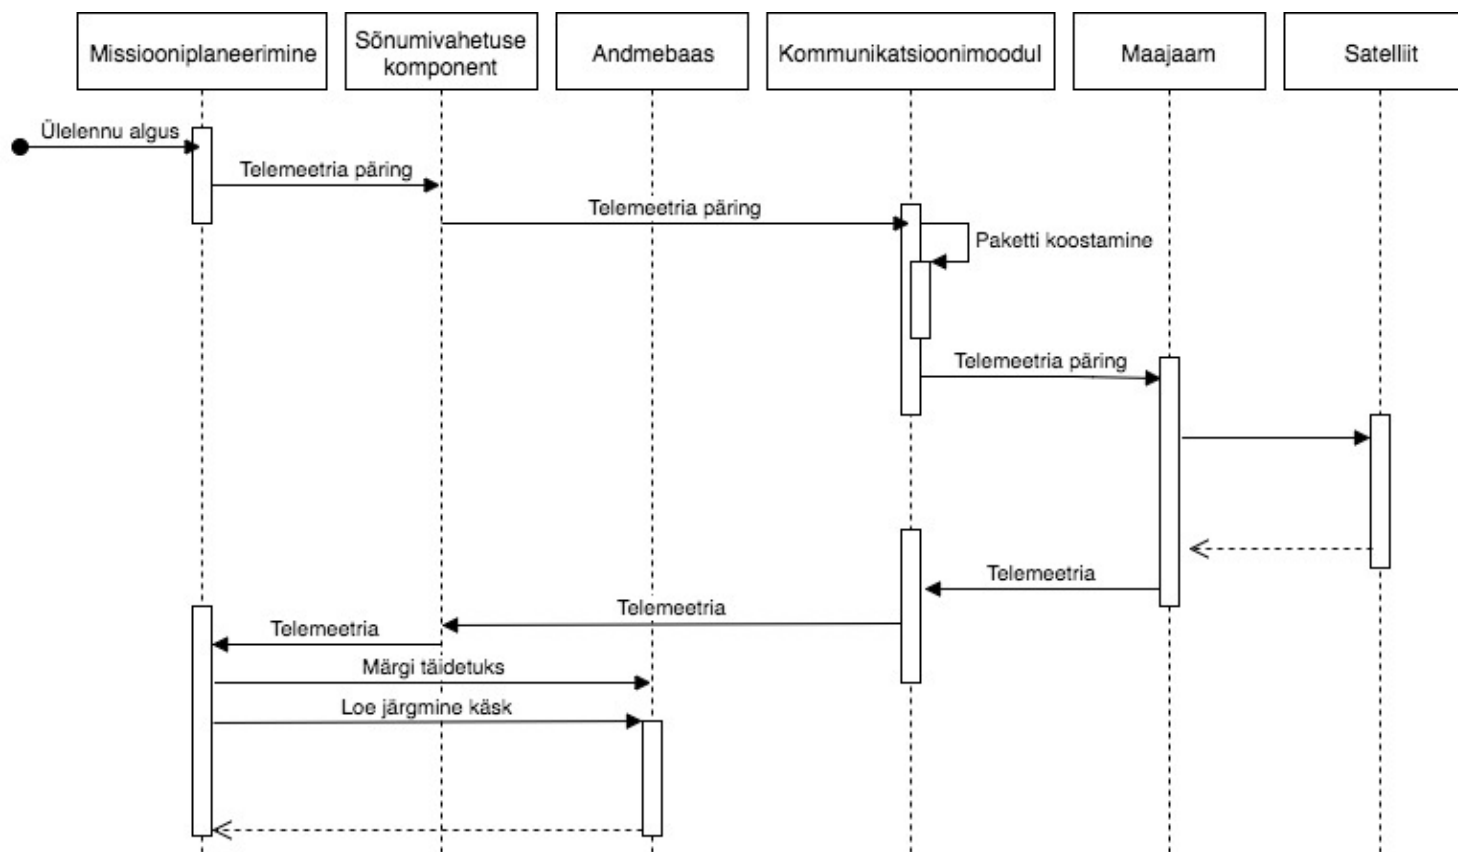 Missiooniplaneerimine
Sõnumivahetuse
komponent
Andmebaas
Kommunikatsioonimoodul
Maajaam
Satelliit
Ülelennu algus
Telemeetria päring
Telemeetria päring
Paketti koostamine
Telemeetria päring
Telemeetria
Telemeetria
Telemeetria
Märgi täidetuks
Loe järgmine käsk